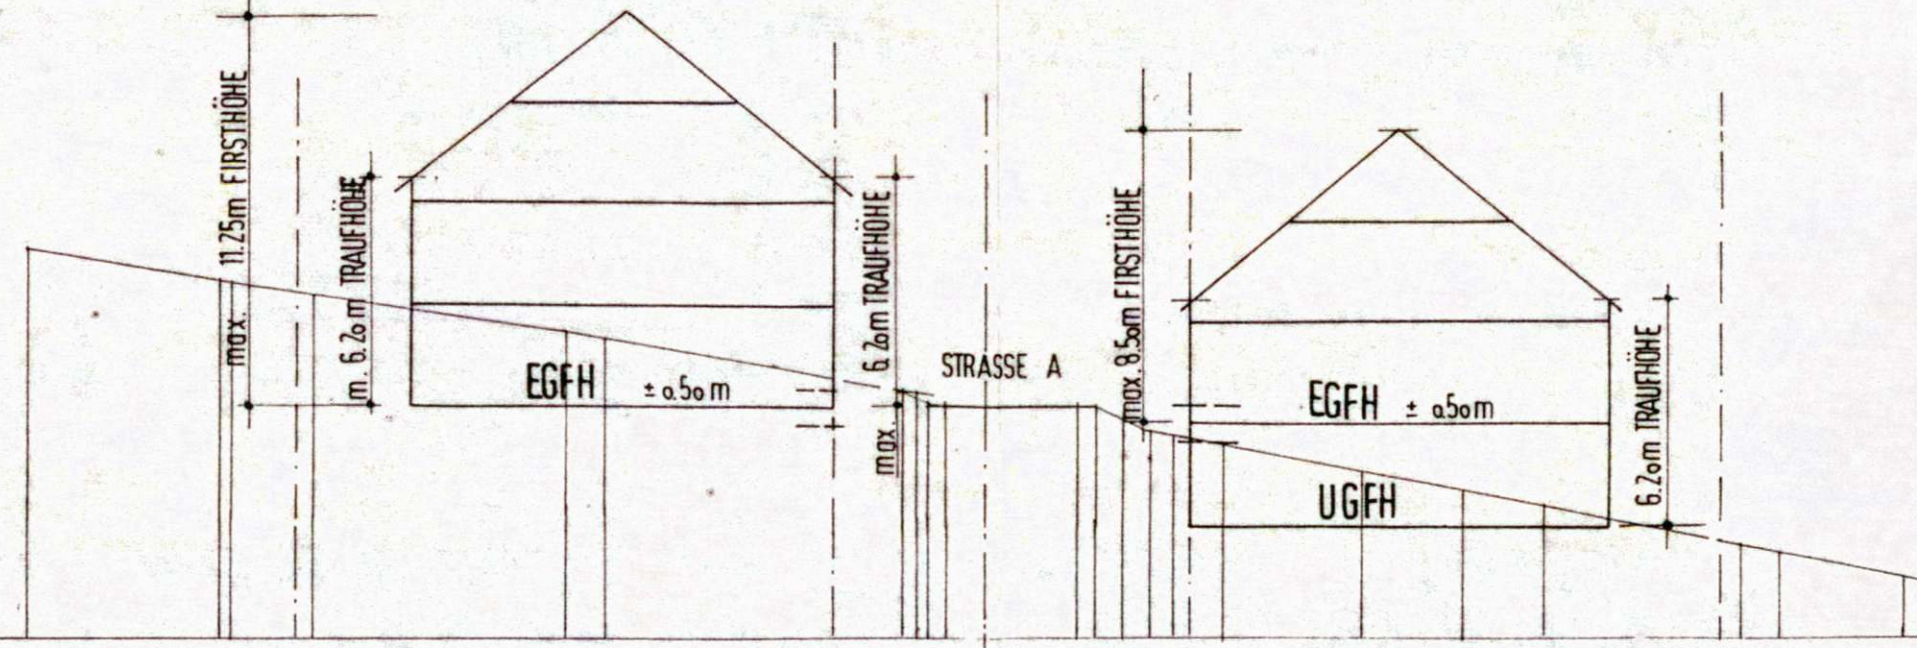 max. 11.25m FIRSTHÖHE
m. 6.2om TRAUFHÖHE
EGFH ± o.5o m
max. 6.2om TRAUFHÖHE
STRASSE A
max. 8.5om FIRSTHÖHE
EGFH ± o.5o m
UGFH
6.2om TRAUFHÖHE